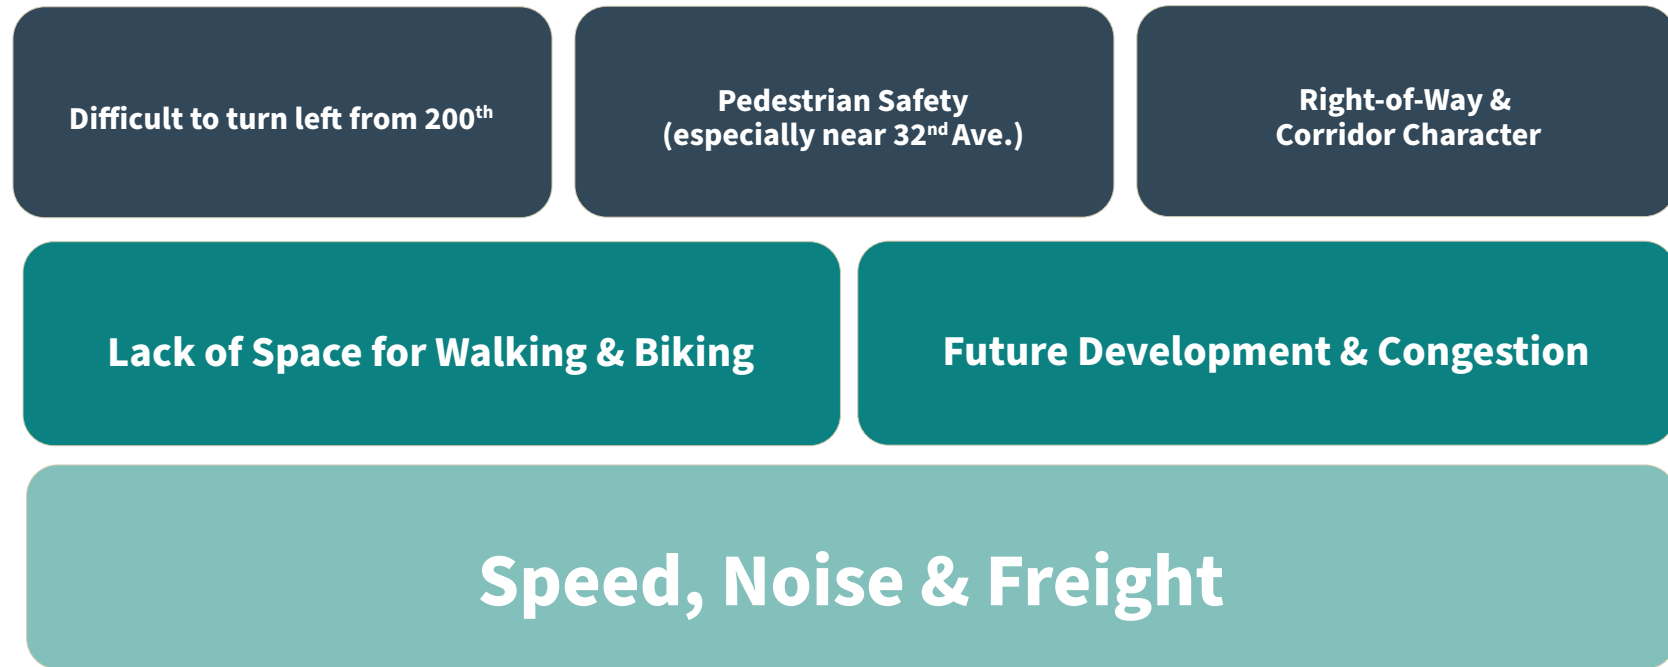 Difficult to turn left from 200th
Pedestrian Safety
(especially near 32nd Ave.)
Right-of-Way &
Corridor Character
Lack of Space for Walking & Biking
Future Development & Congestion
Speed, Noise & Freight